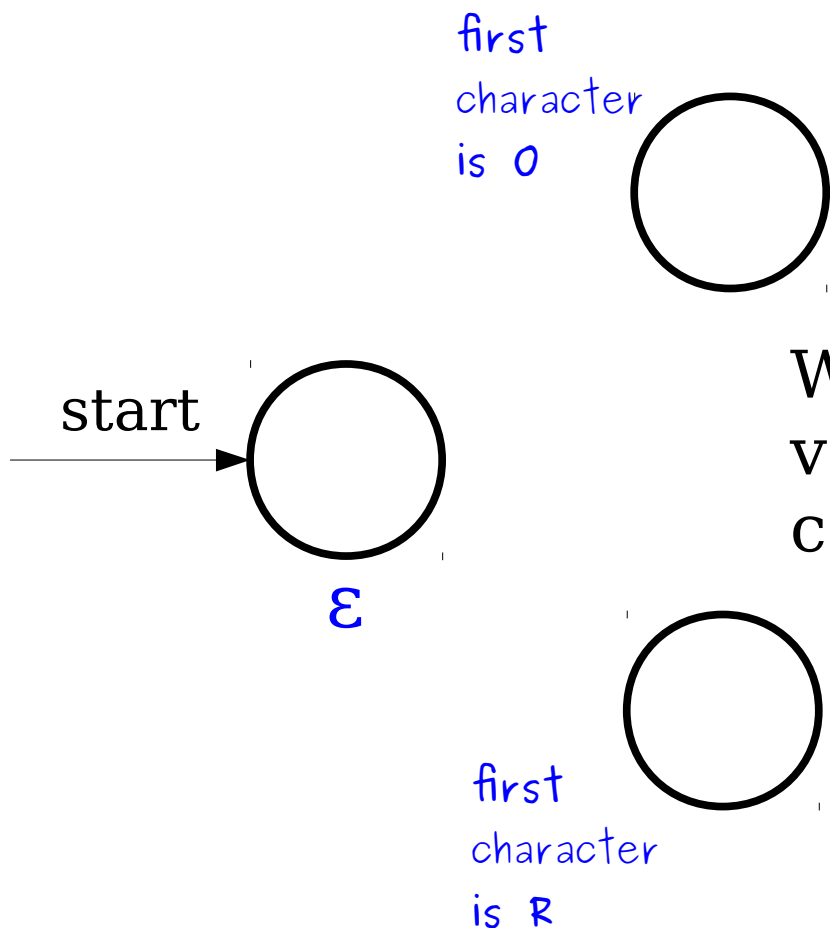 first
character
is O
start
ε
first
character
is R